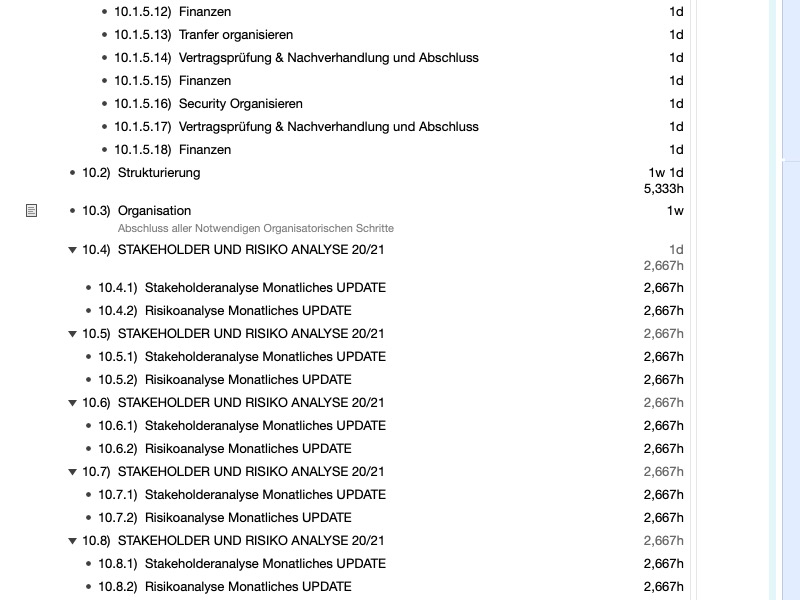 10.1.5.12) Finanzen 1d
10.1.5.13) Tranfer organisieren 1d
10.1.5.14) Vertragsprüfung & Nachverhandlung und Abschluss 1d
10.1.5.15) Finanzen 1d
10.1.5.16) Security Organisieren 1d
10.1.5.17) Vertragsprüfung & Nachverhandlung und Abschluss 1d
10.1.5.18) Finanzen 1d
10.2) Strukturierung 1w 1d
5,333h
10.3) Organisation 1w
Abschluss aller Notwendigen Organisatorischen Schritte
10.4) STAKEHOLDER UND RISIKO ANALYSE 20/21 1d
2,667h
10.4.1) Stakeholderanalyse Monatliches UPDATE 2,667h
10.4.2) Risikoanalyse Monatliches UPDATE 2,667h
10.5) STAKEHOLDER UND RISIKO ANALYSE 20/21 2,667h
10.5.1) Stakeholderanalyse Monatliches UPDATE 2,667h
10.5.2) Risikoanalyse Monatliches UPDATE 2,667h
10.6) STAKEHOLDER UND RISIKO ANALYSE 20/21 2,667h
10.6.1) Stakeholderanalyse Monatliches UPDATE 2,667h
10.6.2) Risikoanalyse Monatliches UPDATE 2,667h
10.7) STAKEHOLDER UND RISIKO ANALYSE 20/21 2,667h
10.7.1) Stakeholderanalyse Monatliches UPDATE 2,667h
10.7.2) Risikoanalyse Monatliches UPDATE 2,667h
10.8) STAKEHOLDER UND RISIKO ANALYSE 20/21 2,667h
10.8.1) Stakeholderanalyse Monatliches UPDATE 2,667h
10.8.2) Risikoanalyse Monatliches UPDATE 2,667h